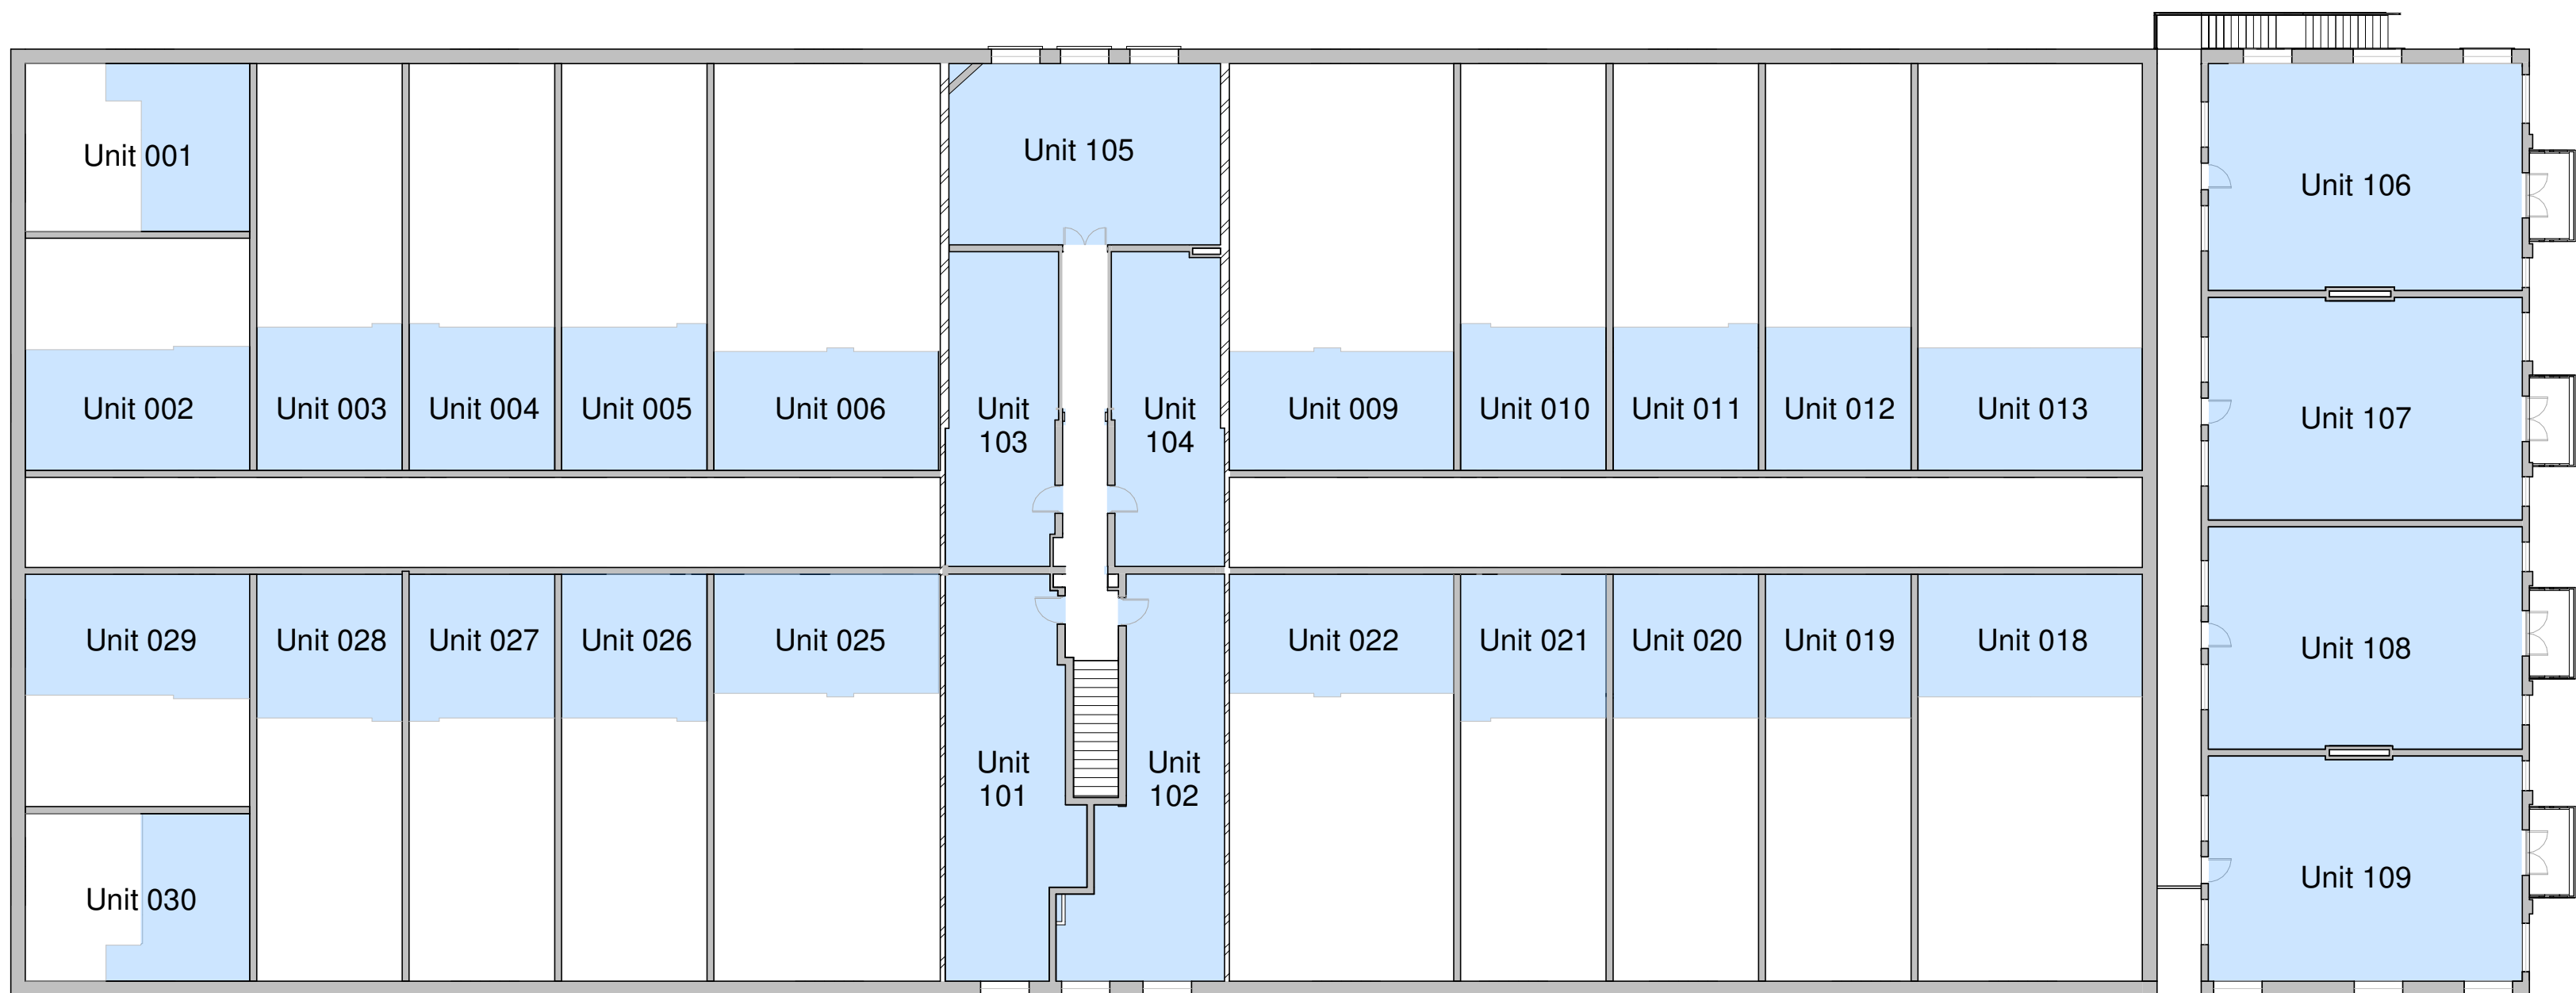 Unit 001
Unit 105
Unit 106
Unit 002
Unit 003
Unit 004
Unit 005
Unit 006
Unit
103
Unit
104
Unit 009
Unit 010
Unit 011
Unit 012
Unit 013
Unit 107
Unit 029
Unit 028
Unit 027
Unit 026
Unit 025
Unit 022
Unit 021
Unit 020
Unit 019
Unit 018
Unit 108
Unit
101
Unit
102
Unit 030
Unit 109